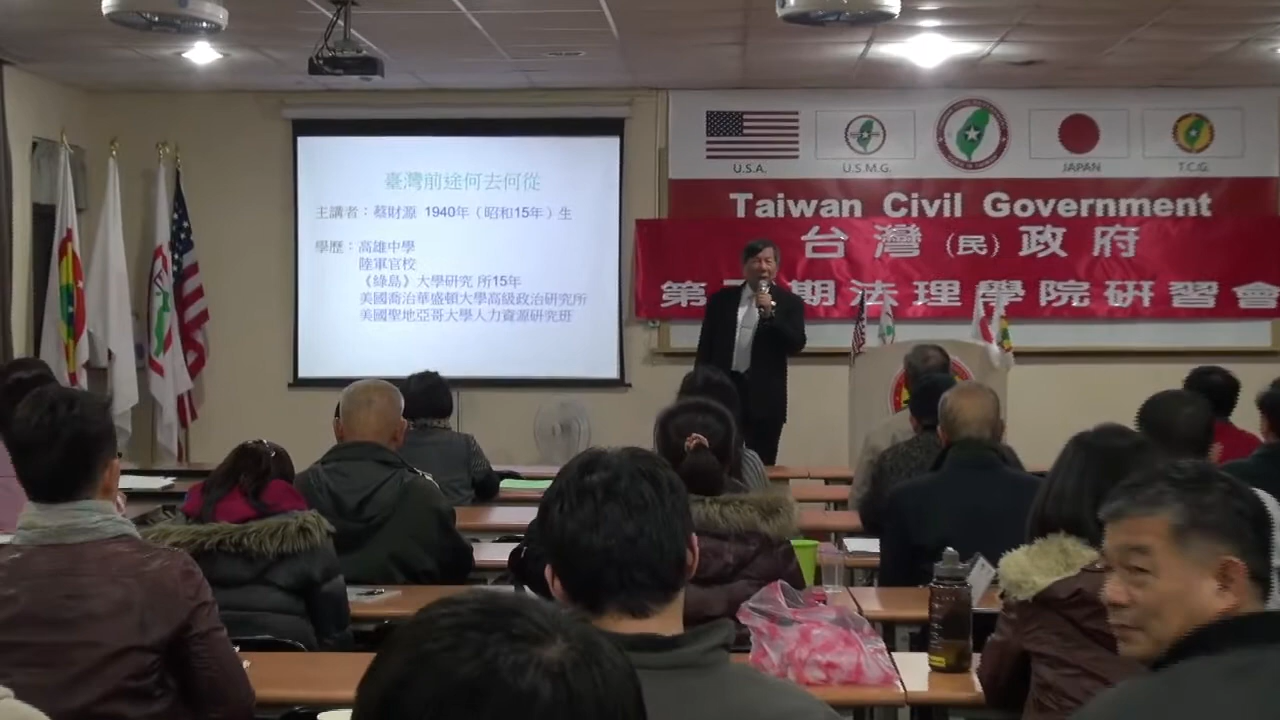 臺灣前途何去何從
主講者：蔡財源 1940年（昭和15年）生
學歷：高雄中學
陸軍官校
《綠島》大學研究 所15年
美國喬治華盛頓大學高級政治研究所
美國聖地亞哥大學人力資源研究班
U.S.A.
U.S.M.G.
JAPAN
T.C.G.
Taiwan Civil Government
台灣（民）政府
第 期法理學院研習會